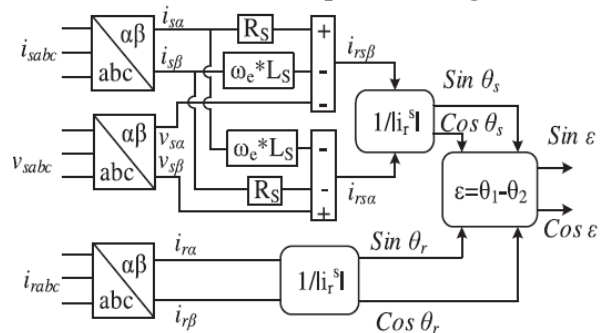 i_sabc
αβ
abc
i_sα
i_sβ
R_S
ω_e*L_S
+
-
-
i_rsβ
v_sabc
αβ
abc
v_sα
v_sβ
ω_e*L_S
R_S
-
-
+
i_rsα
1/|i_r^s|
Sin θ_s
Cos θ_s
ε=θ_1-θ_2
Sin ε
Cos ε
i_rabc
αβ
abc
i_rα
i_rβ
1/|i_r^s|
Sin θ_r
Cos θ_r